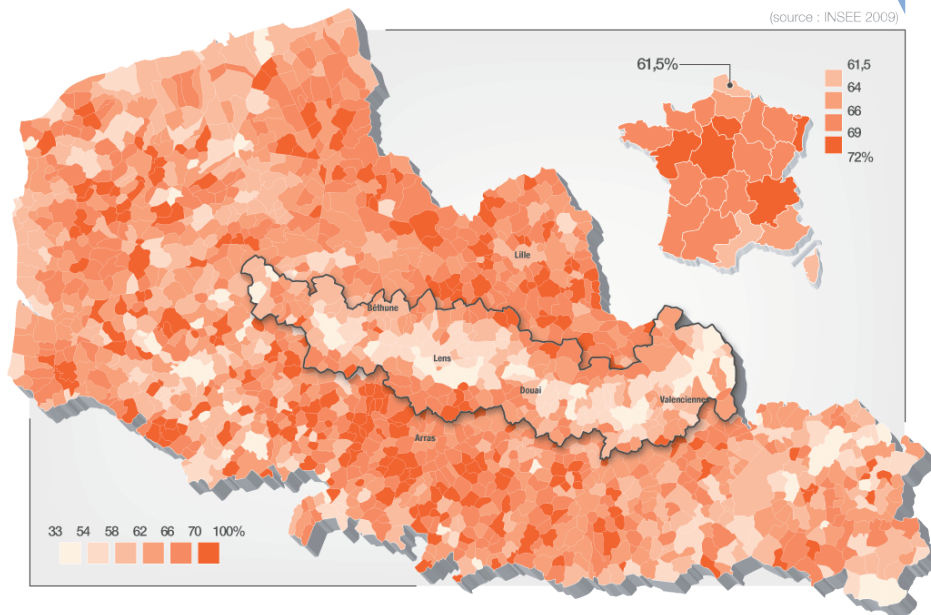 (source : INSEE 2009)
61,5%
61,5
64
66
69
72%
Lille
Béthune
Lens
Douai
Valenciennes
Arras
33 54 58 62 66 70 100%